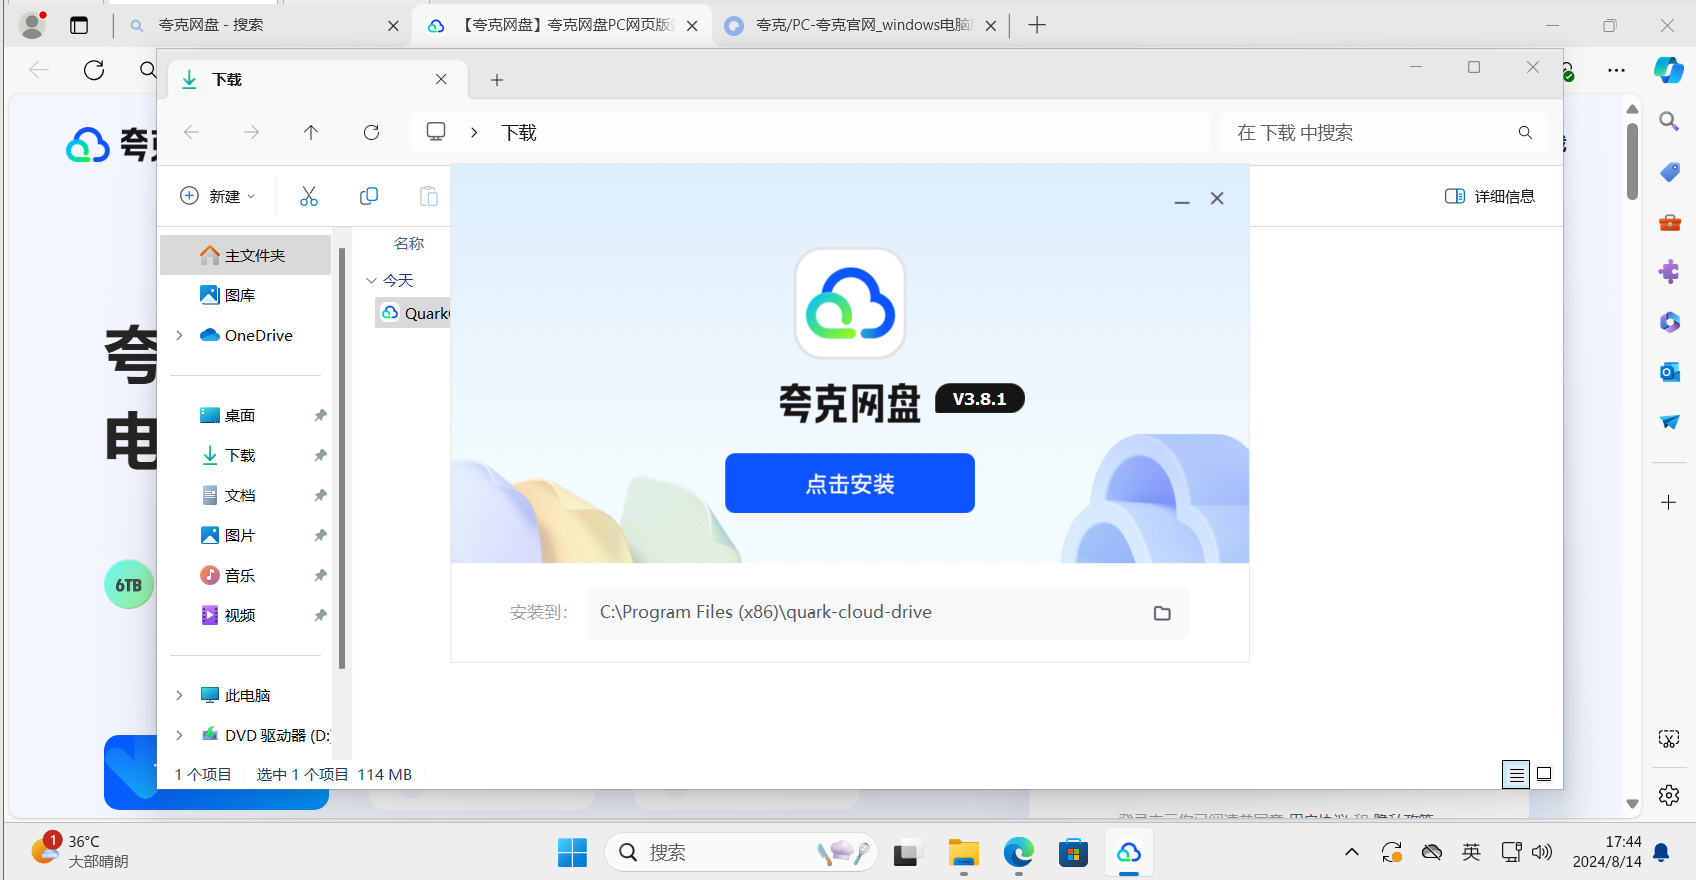 夸克网盘 - 搜索
【夸克网盘】夸克网盘PC网页版
夸克/PC-夸克官网_windows电脑
下载
下载
在 下载 中搜索
新建
详细信息
主文件夹
图库
OneDrive
桌面
下载
文档
图片
音乐
视频
此电脑
DVD 驱动器 (D:
名称
今天
Quark
夸克网盘
V3.8.1
点击安装
安装到:
C:\Program Files (x86)\quark-cloud-drive
夸
夸
电
6TB
1 个项目
选中 1 个项目 114 MB
1
36°C
大部晴朗
搜索
英
17:44
2024/8/14